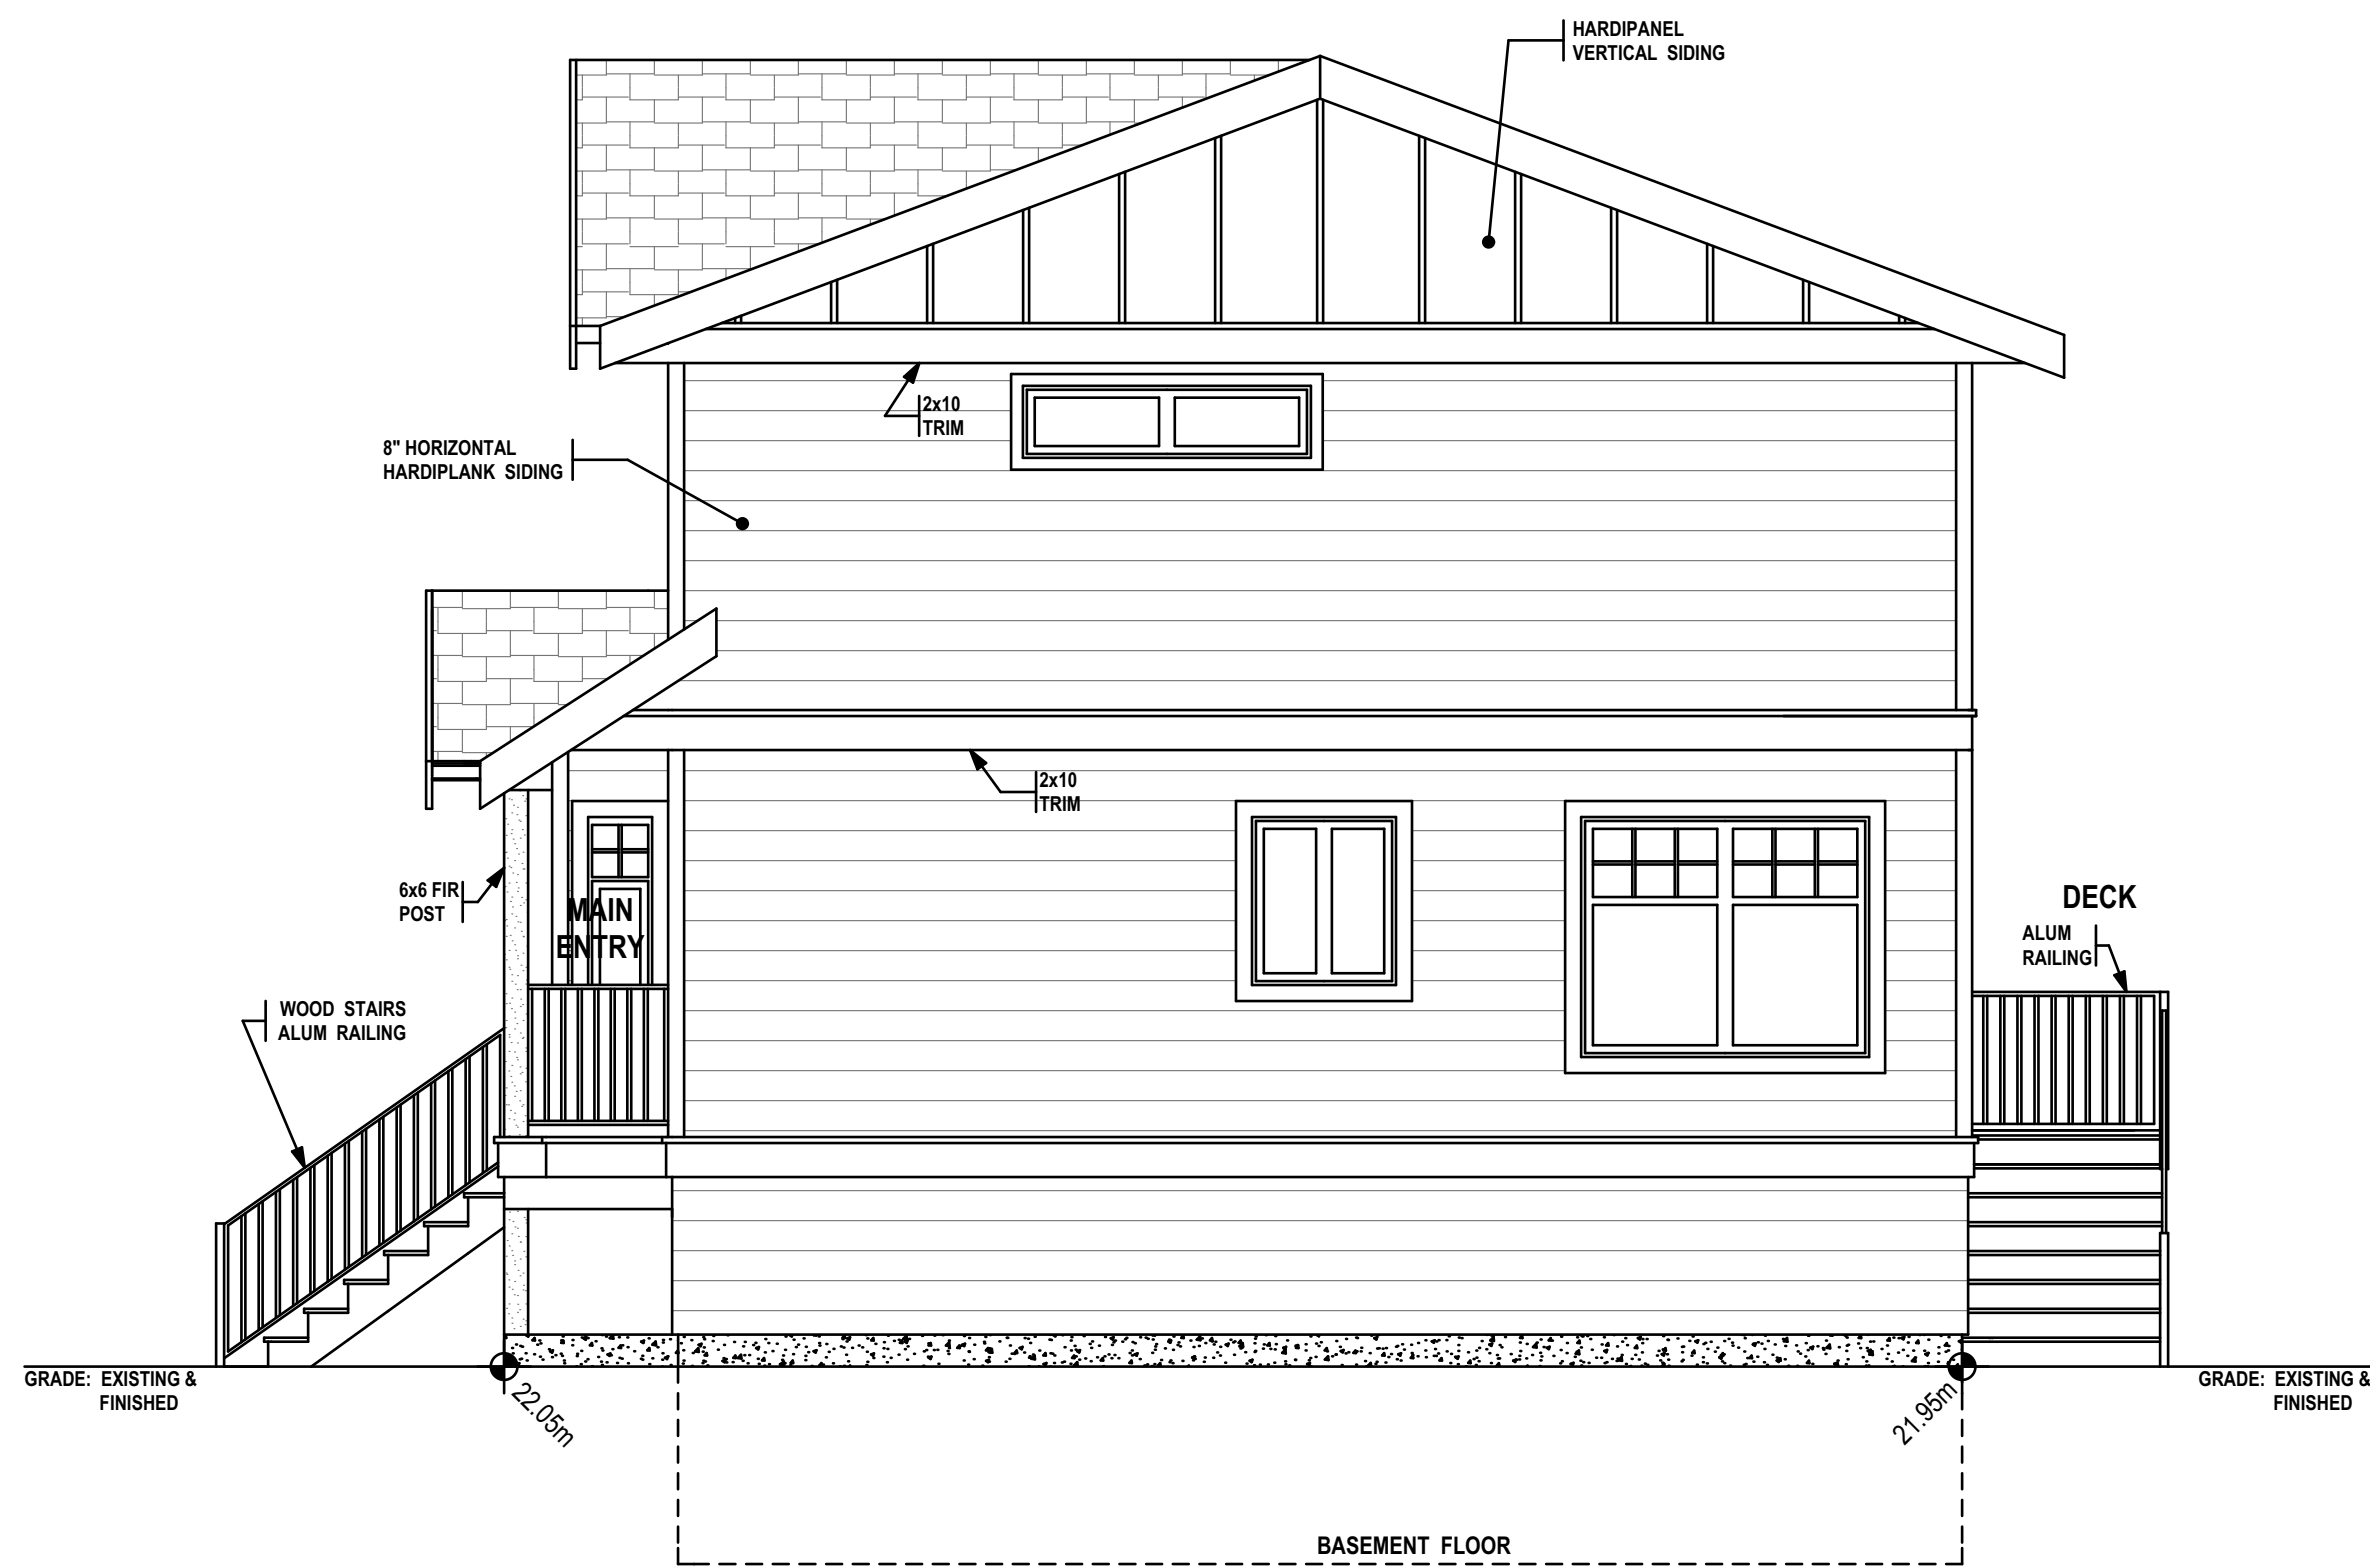 HARDIPANEL
VERTICAL SIDING
2x10
TRIM
8" HORIZONTAL
HARDIPLANK SIDING
2x10
TRIM
6x6 FIR
POST
MAIN
ENTRY
DECK
ALUM
RAILING
WOOD STAIRS
ALUM RAILING
GRADE: EXISTING &
FINISHED
22.05m
21.95m
GRADE: EXISTING &
FINISHED
BASEMENT FLOOR